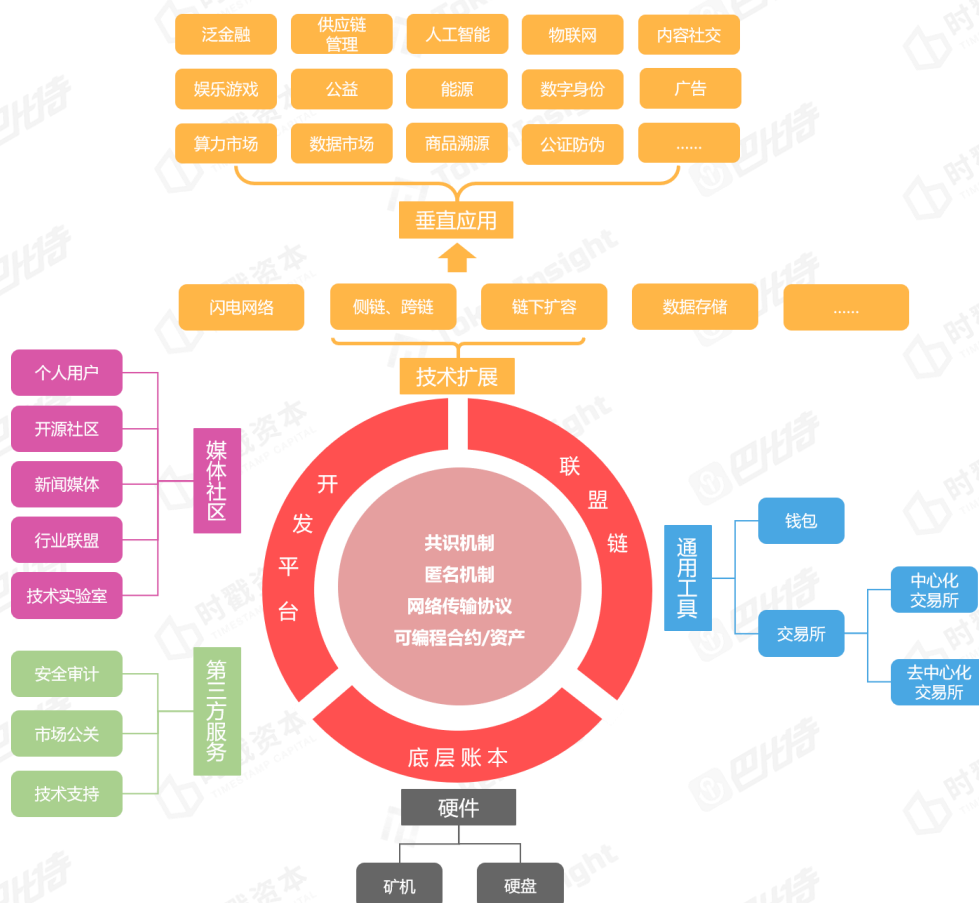 泛金融
供应链
管理
人工智能
物联网
内容社交
娱乐游戏
公益
能源
数字身份
广告
算力市场
数据市场
商品溯源
公证防伪
......
垂直应用
闪电网络
侧链、跨链
链下扩容
数据存储
......
技术扩展
个人用户
开源社区
新闻媒体
行业联盟
技术实验室
媒体社区
安全审计
市场公关
技术支持
第三方服务
开发平台
联盟链
底层账本
共识机制
匿名机制
网络传输协议
可编程合约/资产
通用工具
钱包
交易所
中心化
交易所
去中心化
交易所
硬件
矿机
硬盘